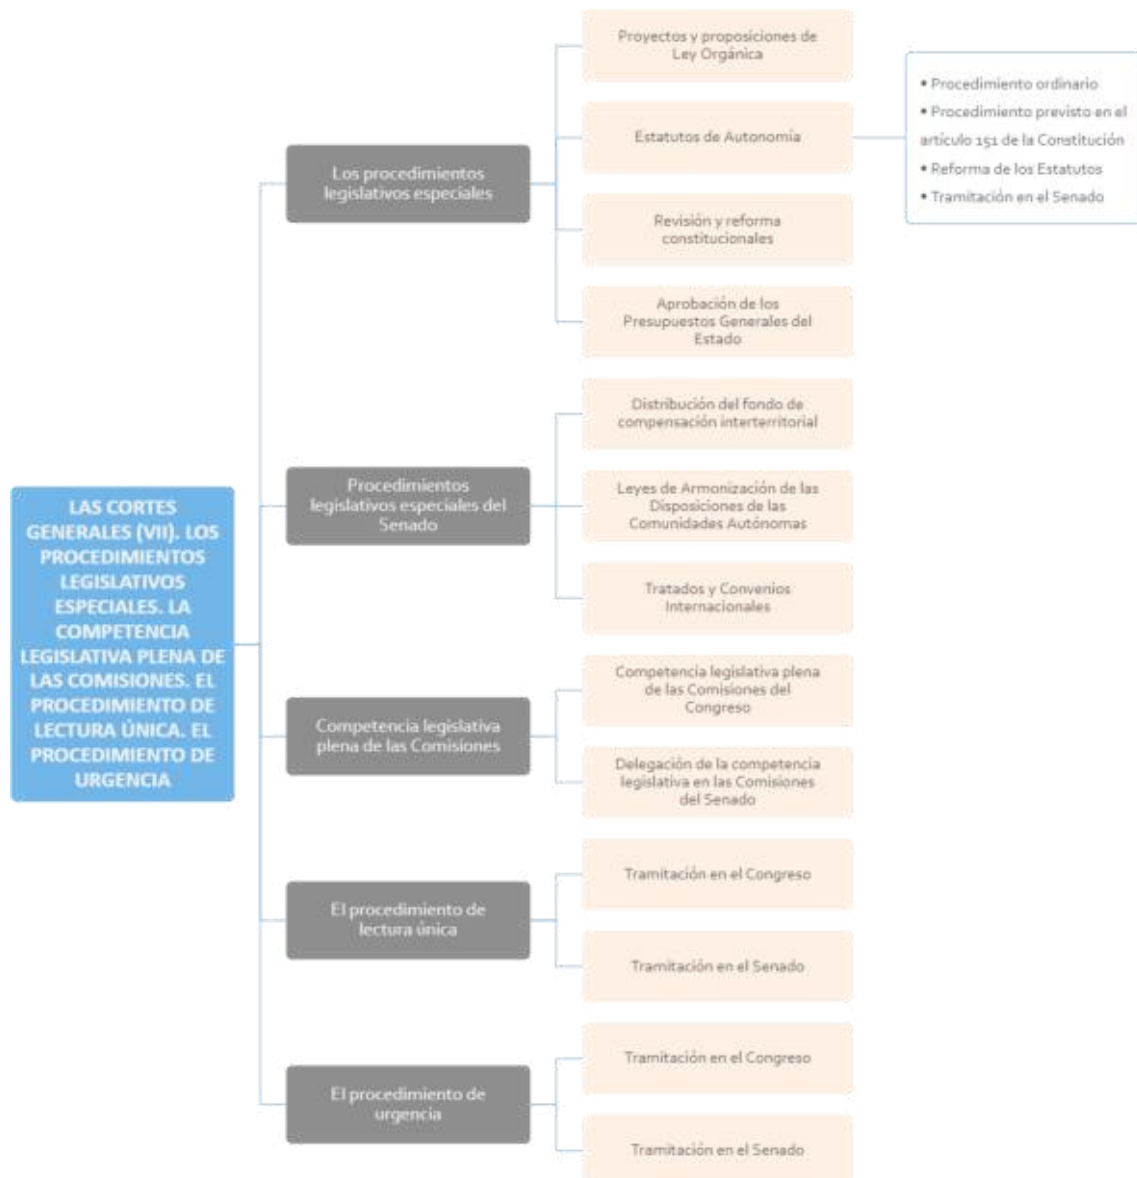 LAS CORTES
GENERALES (VII). LOS
PROCEDIMIENTOS
LEGISLATIVOS
ESPECIALES. LA
COMPETENCIA
LEGISLATIVA PLENA DE
LAS COMISIONES. EL
PROCEDIMIENTO DE
LECTURA ÚNICA. EL
PROCEDIMIENTO DE
URGENCIA
Los procedimientos
legislativos especiales
Proyectos y proposiciones de
Ley Orgánica
Estatutos de Autonomía
• Procedimiento ordinario
• Procedimiento previsto en el
artículo 151 de la Constitución
• Reforma de los Estatutos
• Tramitación en el Senado
Revisión y reforma
constitucionales
Aprobación de los
Presupuestos Generales del
Estado
Procedimientos
legislativos especiales del
Senado
Distribución del fondo de
compensación interterritorial
Leyes de Armonización de las
Disposiciones de las
Comunidades Autónomas
Tratados y Convenios
Internacionales
Competencia legislativa
plena de las Comisiones
Competencia legislativa plena
de las Comisiones del
Congreso
Delegación de la competencia
legislativa en las Comisiones
del Senado
El procedimiento de
lectura única
Tramitación en el Congreso
Tramitación en el Senado
El procedimiento de
urgencia
Tramitación en el Congreso
Tramitación en el Senado